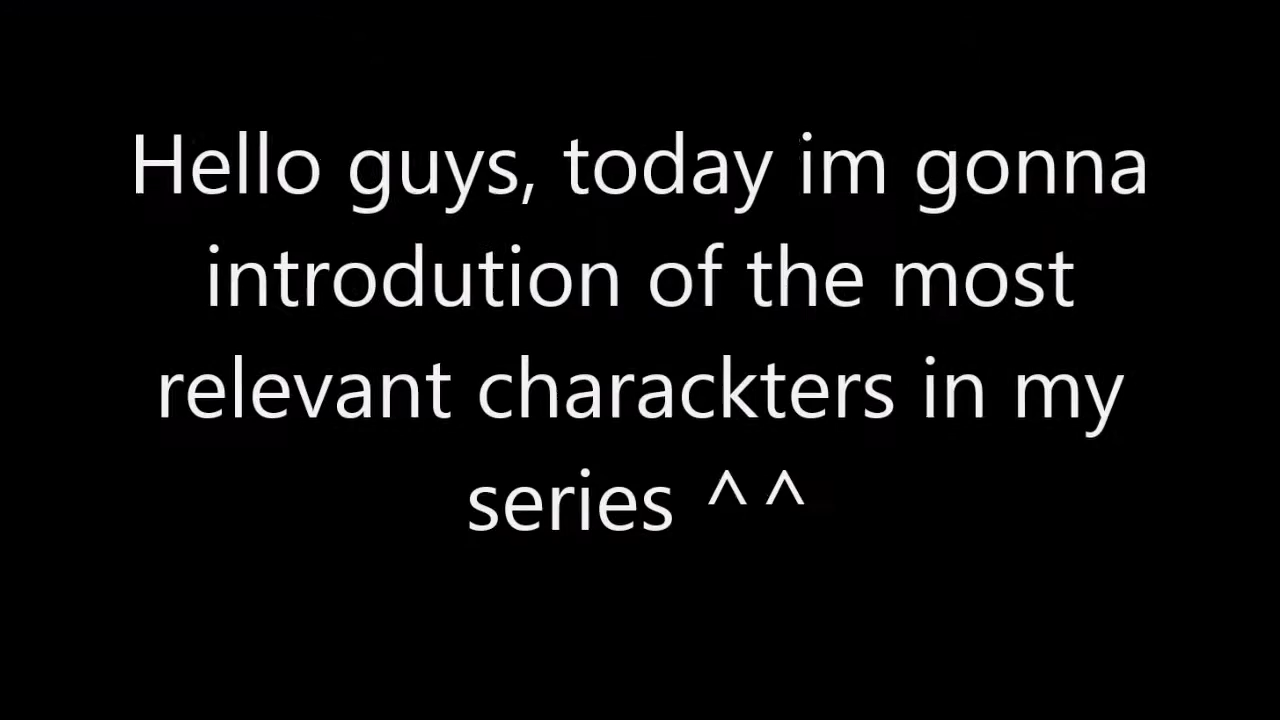 Hello guys, today im gonna
introdution of the most
relevant charackters in my
series ^^